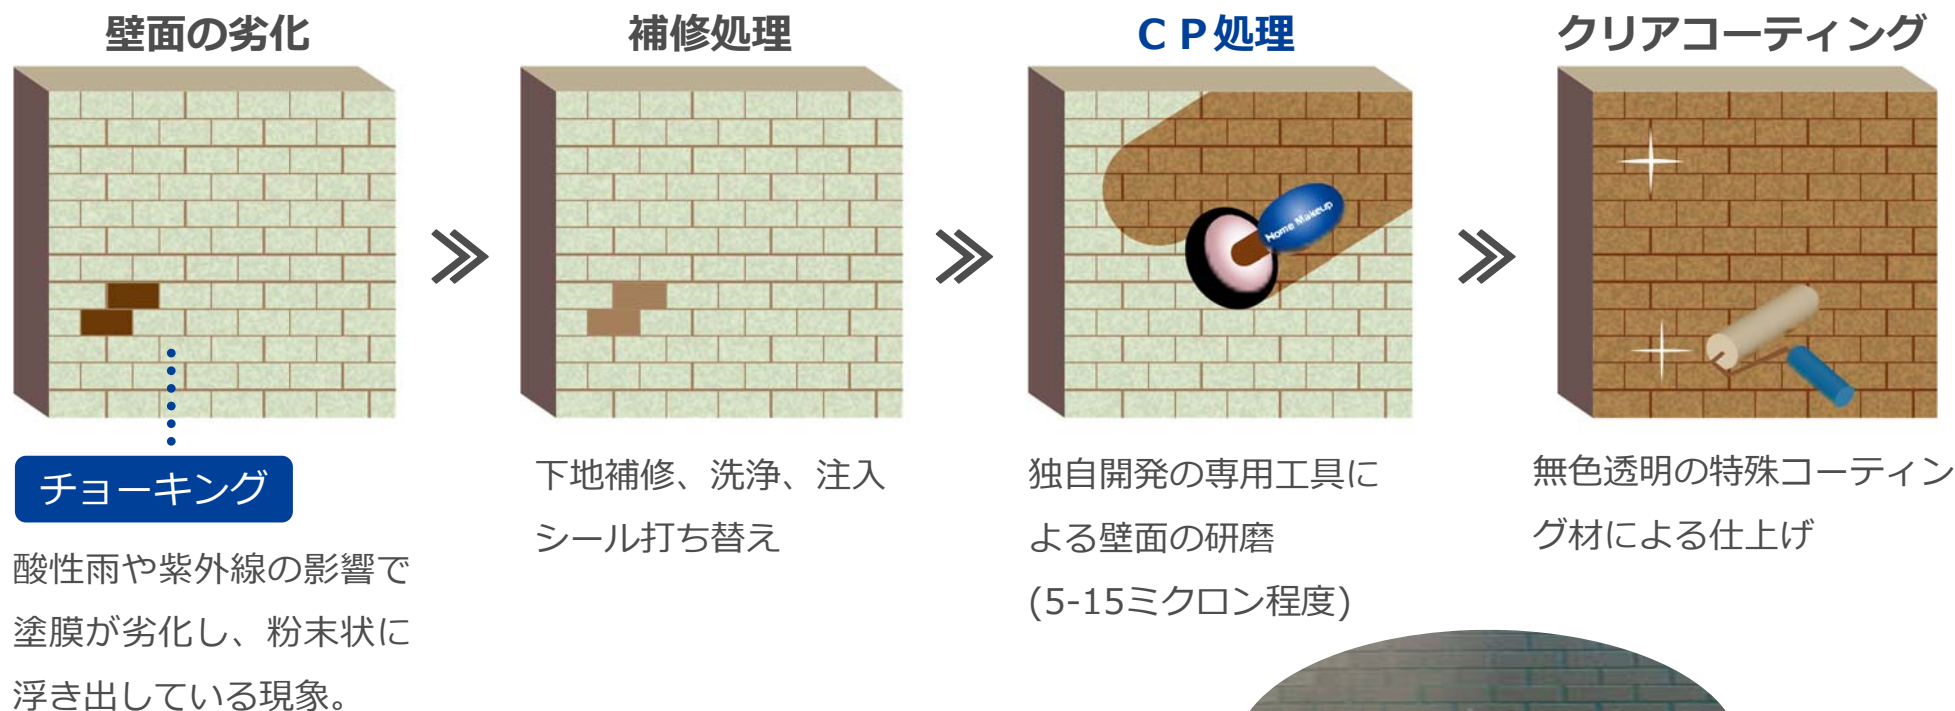 壁面の劣化
補修処理
ＣＰ処理
クリアコーティング
Home Makeup
チョーキング
酸性雨や紫外線の影響で
塗膜が劣化し、粉末状に
浮き出している現象。
下地補修、洗浄、注入
シール打ち替え
独自開発の専用工具に
よる壁面の研磨
(5-15ミクロン程度)
無色透明の特殊コーティン
グ材による仕上げ